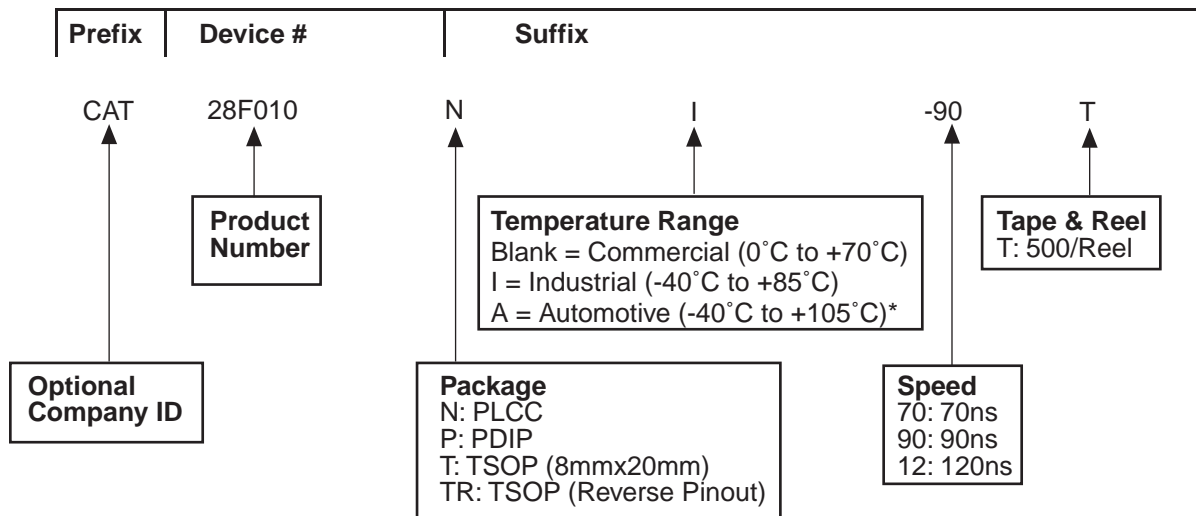 Prefix Device # Suffix
CAT 28F010 N I -90 T
Product
Number
Temperature Range
Blank = Commercial (0˚C to +70˚C)
I = Industrial (-40˚C to +85˚C)
A = Automotive (-40˚C to +105˚C)*
Tape & Reel
T: 500/Reel
Optional
Company ID
Package
N: PLCC
P: PDIP
T: TSOP (8mmx20mm)
TR: TSOP (Reverse Pinout)
Speed
70: 70ns
90: 90ns
12: 120ns